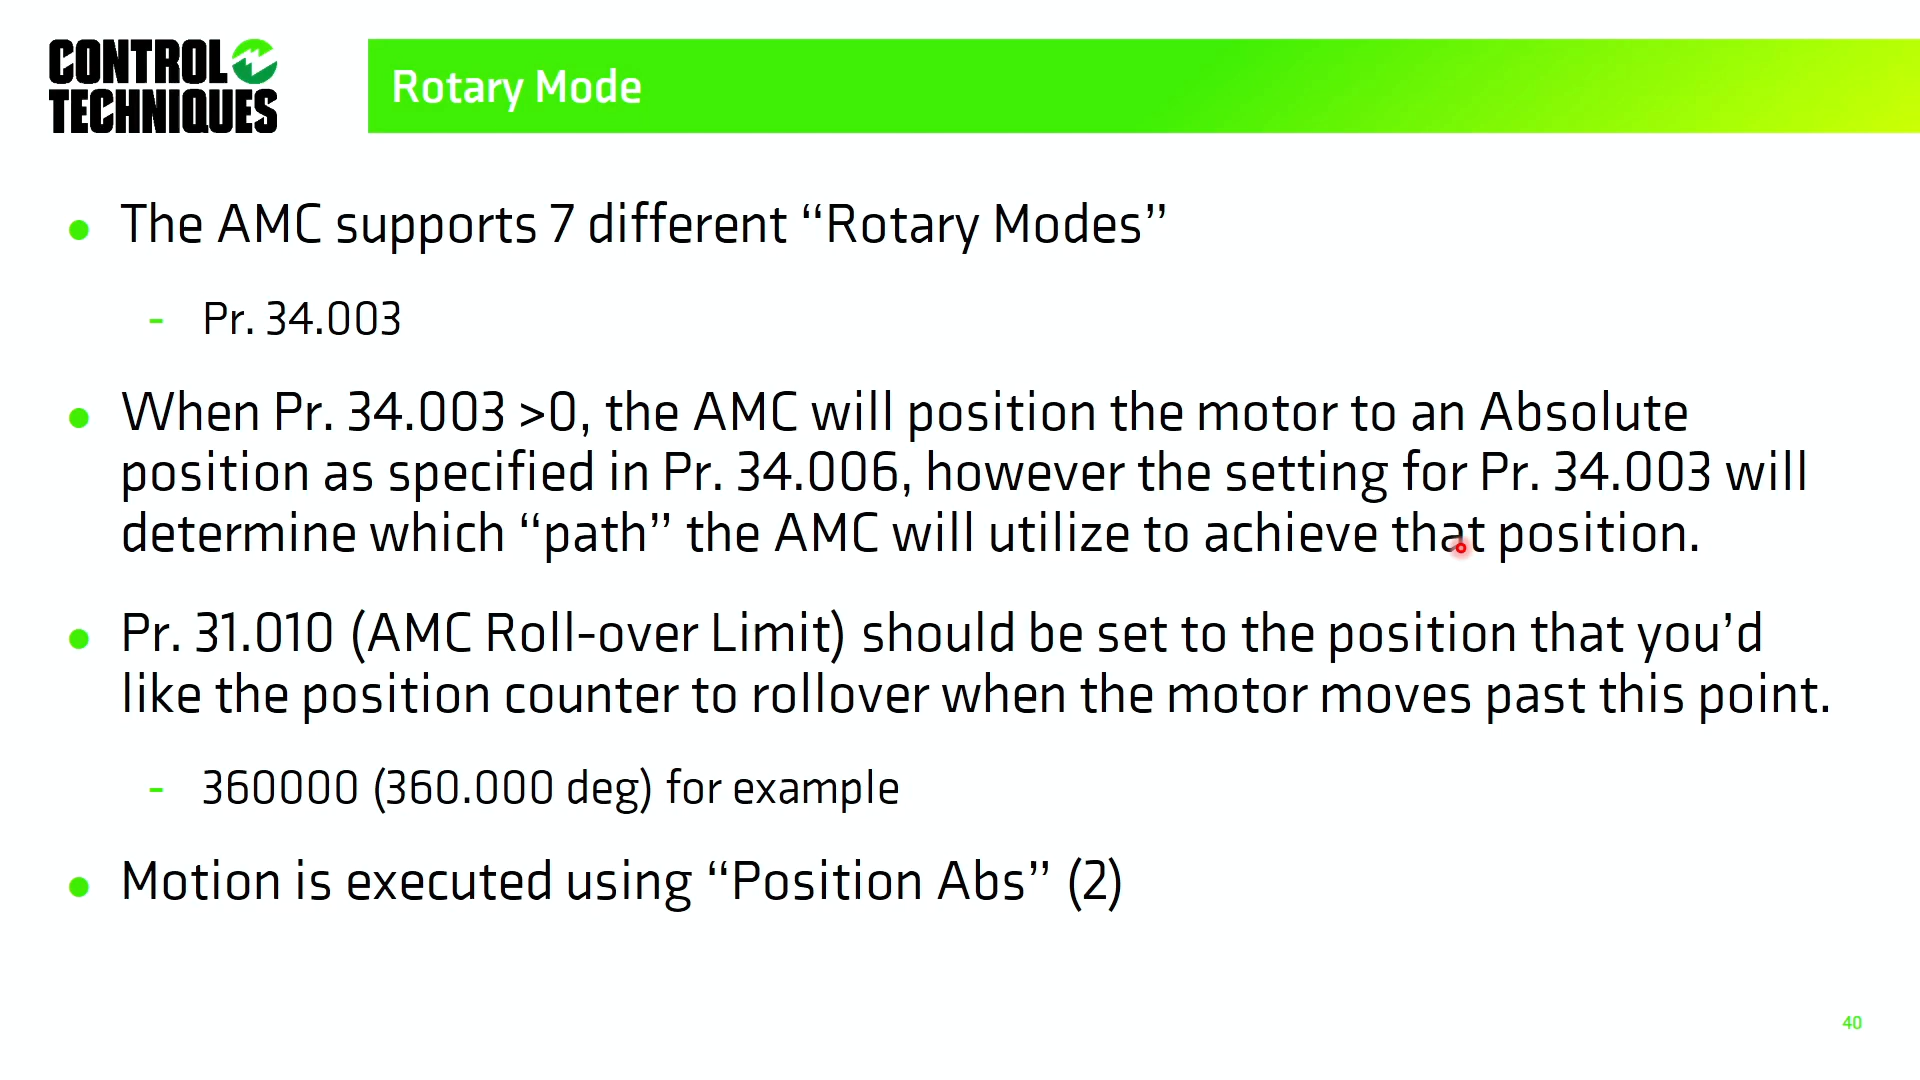 CONTROL
TECHNIQUES
Rotary Mode
The AMC supports 7 different “Rotary Modes”
- Pr. 34.003
When Pr. 34.003 >0, the AMC will position the motor to an Absolute
position as specified in Pr. 34.006, however the setting for Pr. 34.003 will
determine which “path” the AMC will utilize to achieve that position.
Pr. 31.010 (AMC Roll-over Limit) should be set to the position that you’d
like the position counter to rollover when the motor moves past this point.
- 360000 (360.000 deg) for example
Motion is executed using “Position Abs” (2)
40